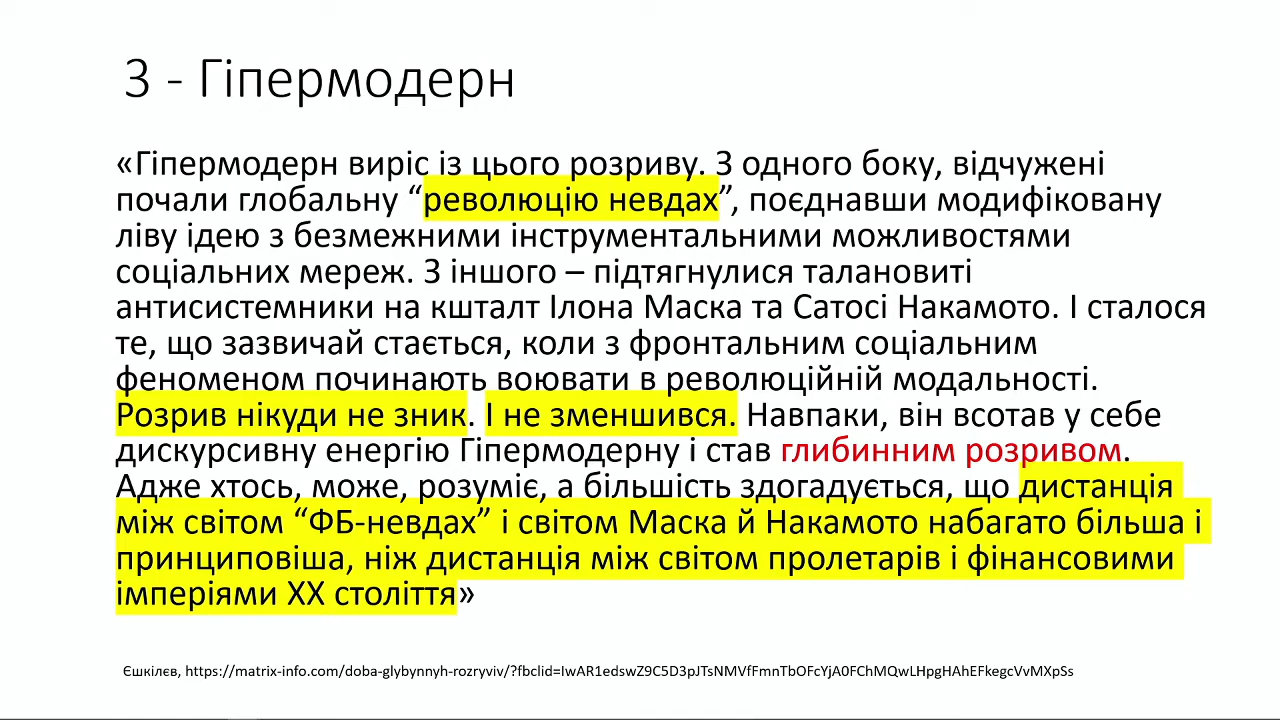 3 - Гіпермодерн
«Гіпермодерн виріс із цього розриву. З одного боку, відчужені
почали глобальну “революцію невдах”, поєднавши модифіковану
ліву ідею з безмежними інструментальними можливостями
соціальних мереж. З іншого – підтягнулися талановиті
антисистемники на кшталт Ілона Маска та Сатосі Накамото. І сталося
те, що зазвичай стається, коли з фронтальним соціальним
феноменом починають воювати в революційній модальності.
Розрив нікуди не зник. І не зменшився. Навпаки, він всотав у себе
дискурсивну енергію Гіпермодерну і став глибинним розривом.
Адже хтось, може, розуміє, а більшість здогадується, що дистанція
між світом “ФБ-невдах” і світом Маска й Накамото набагато більша і
принциповіша, ніж дистанція між світом пролетарів і фінансовими
імперіями ХХ століття»
Єшкілєв, https://matrix-info.com/doba-glybynnyh-rozryviv/?fbclid=IwAR1edswZ9C5D3pJTsNMVfFmnTbOFcYjA0FChMQwLHpgHAhEFkegcVvMXpSs